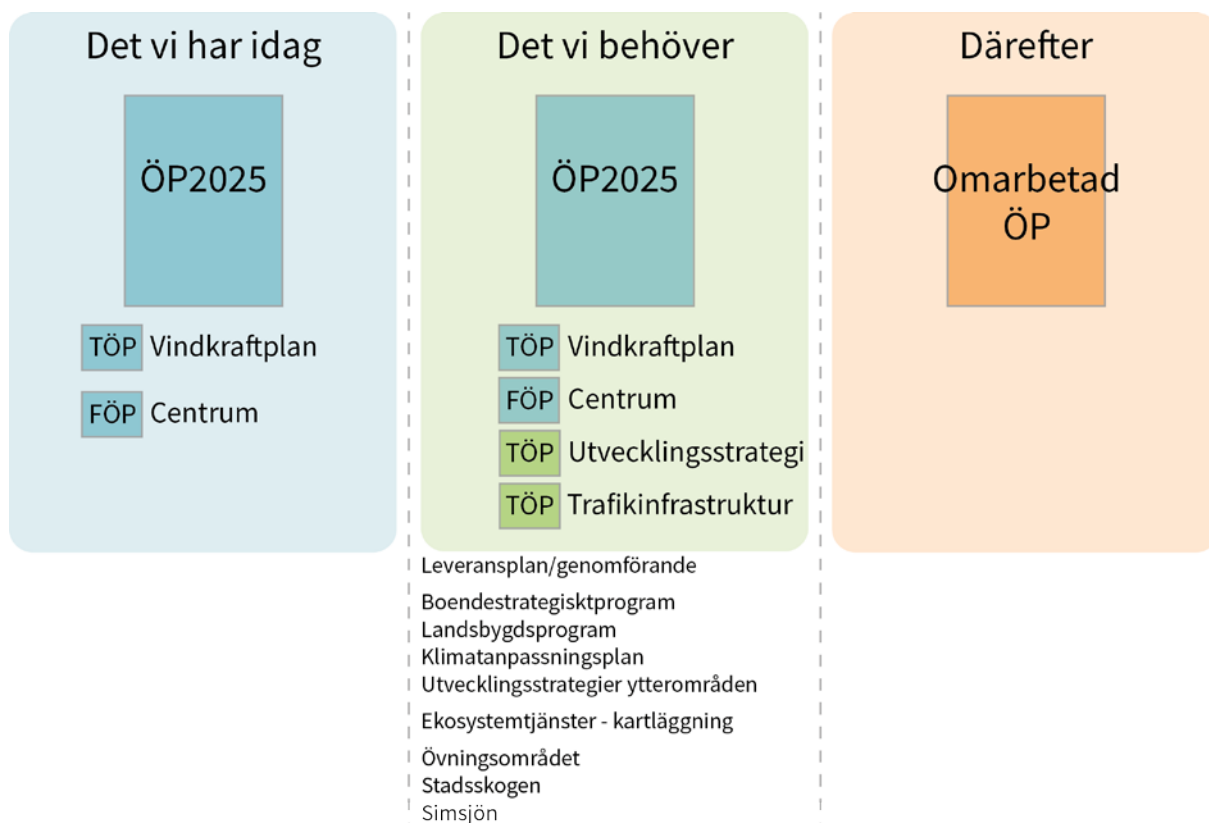 Det vi har idag
ÖP2025
TÖP Vindkraftplan
FÖP Centrum
Det vi behöver
ÖP2025
TÖP Vindkraftplan
FÖP Centrum
TÖP Utvecklingsstrategi
TÖP Trafikinfrastruktur
Leveransplan/genomförande
Boendestrategisktprogram
Landsbygdsprogram
Klimatanpassningsplan
Utvecklingsstrategier ytterområden
Ekosystemtjänster - kartläggning
Övningsområdet
Stadsskogen
Simsjön
Därefter
Omarbetad
ÖP